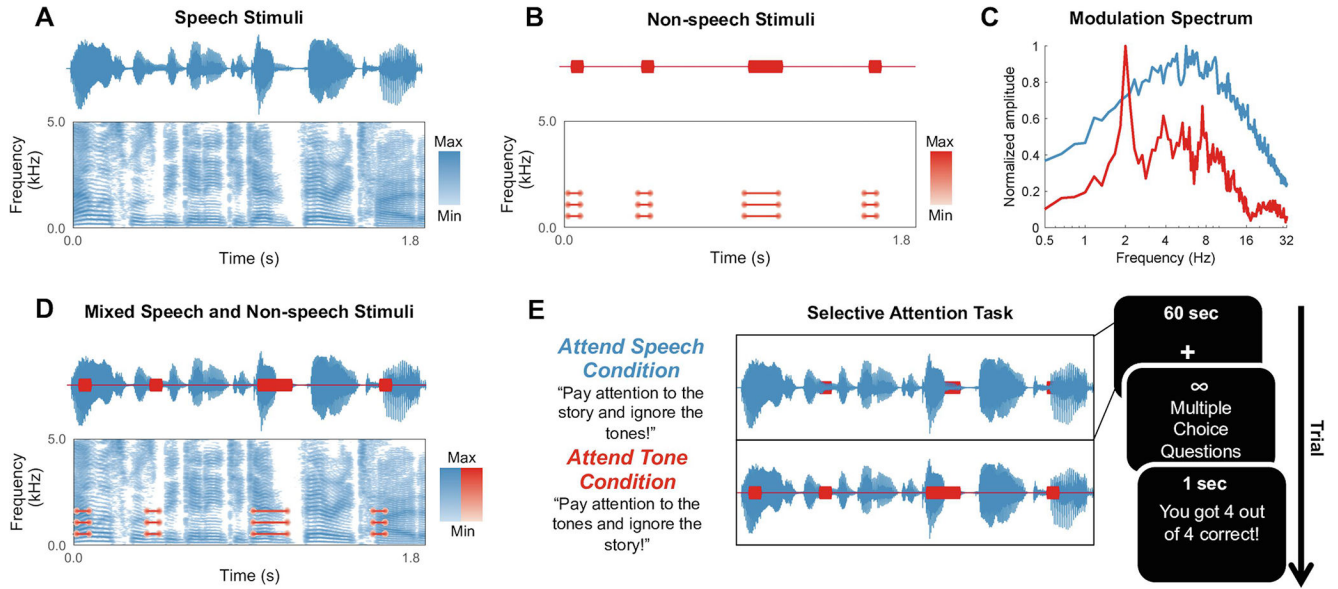 A
Speech Stimuli
5.0
Frequency
(kHz)
0.0
0.0
1.8
Time (s)
Max
Min
B
Non-speech Stimuli
5.0
Frequency
(kHz)
0.0
0.0
1.8
Time (s)
Max
Min
C
Modulation Spectrum
Normalized amplitude
1
0.8
0.6
0.4
0.2
0
0.5
1
2
4
8
16
32
Frequency (Hz)
D
Mixed Speech and Non-speech Stimuli
5.0
Frequency
(kHz)
0.0
0.0
1.8
Time (s)
Max
Min
E
Selective Attention Task
Attend Speech
Condition
“Pay attention to the
story and ignore the
tones!”
Attend Tone
Condition
“Pay attention to the
tones and ignore the
story!”
60 sec
+
∞
Multiple
Choice
Questions
1 sec
You got 4 out
of 4 correct!
Trial